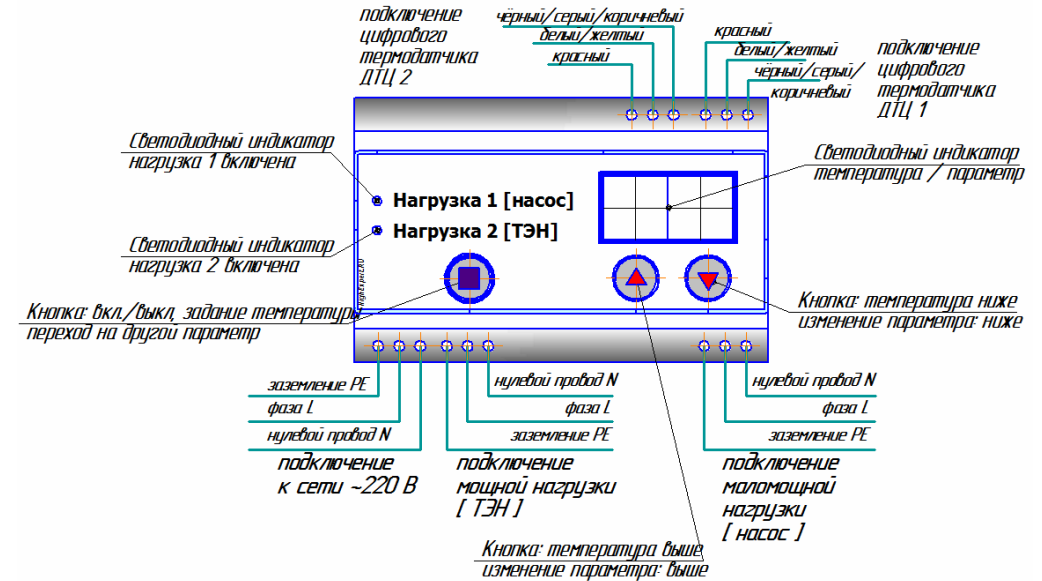 подключение
цифрового
термодатчика
ДТЦ 2
чёрный/серый/коричневый
белый/желтый
красный
красный
белый/желтый
чёрный/серый/
коричневый
подключение
цифрового
термодатчика
ДТЦ 1
Светодиодный индикатор
нагрузка 1 включена
Светодиодный индикатор
температура / параметр
Нагрузка 1 [насос]
Нагрузка 2 [ТЭН]
Светодиодный индикатор
нагрузка 2 включена
Кнопка: вкл./выкл, задание температуры
переход на другой параметр
Кнопка: температура ниже
изменение параметра: ниже
заземление PE
фаза L
нулевой провод N
подключение
к сети ~220 В
нулевой провод N
фаза L
заземление PE
подключение
мощной нагрузки
[ ТЭН ]
нулевой провод N
фаза L
заземление PE
подключение
маломощной
нагрузки
[ насос ]
Кнопка: температура выше
изменение параметра: выше